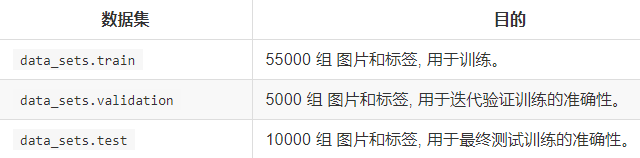 数据集 目的
data_sets.train 55000 组 图片和标签, 用于训练。
data_sets.validation 5000 组 图片和标签, 用于迭代验证训练的准确性。
data_sets.test 10000 组 图片和标签, 用于最终测试训练的准确性。